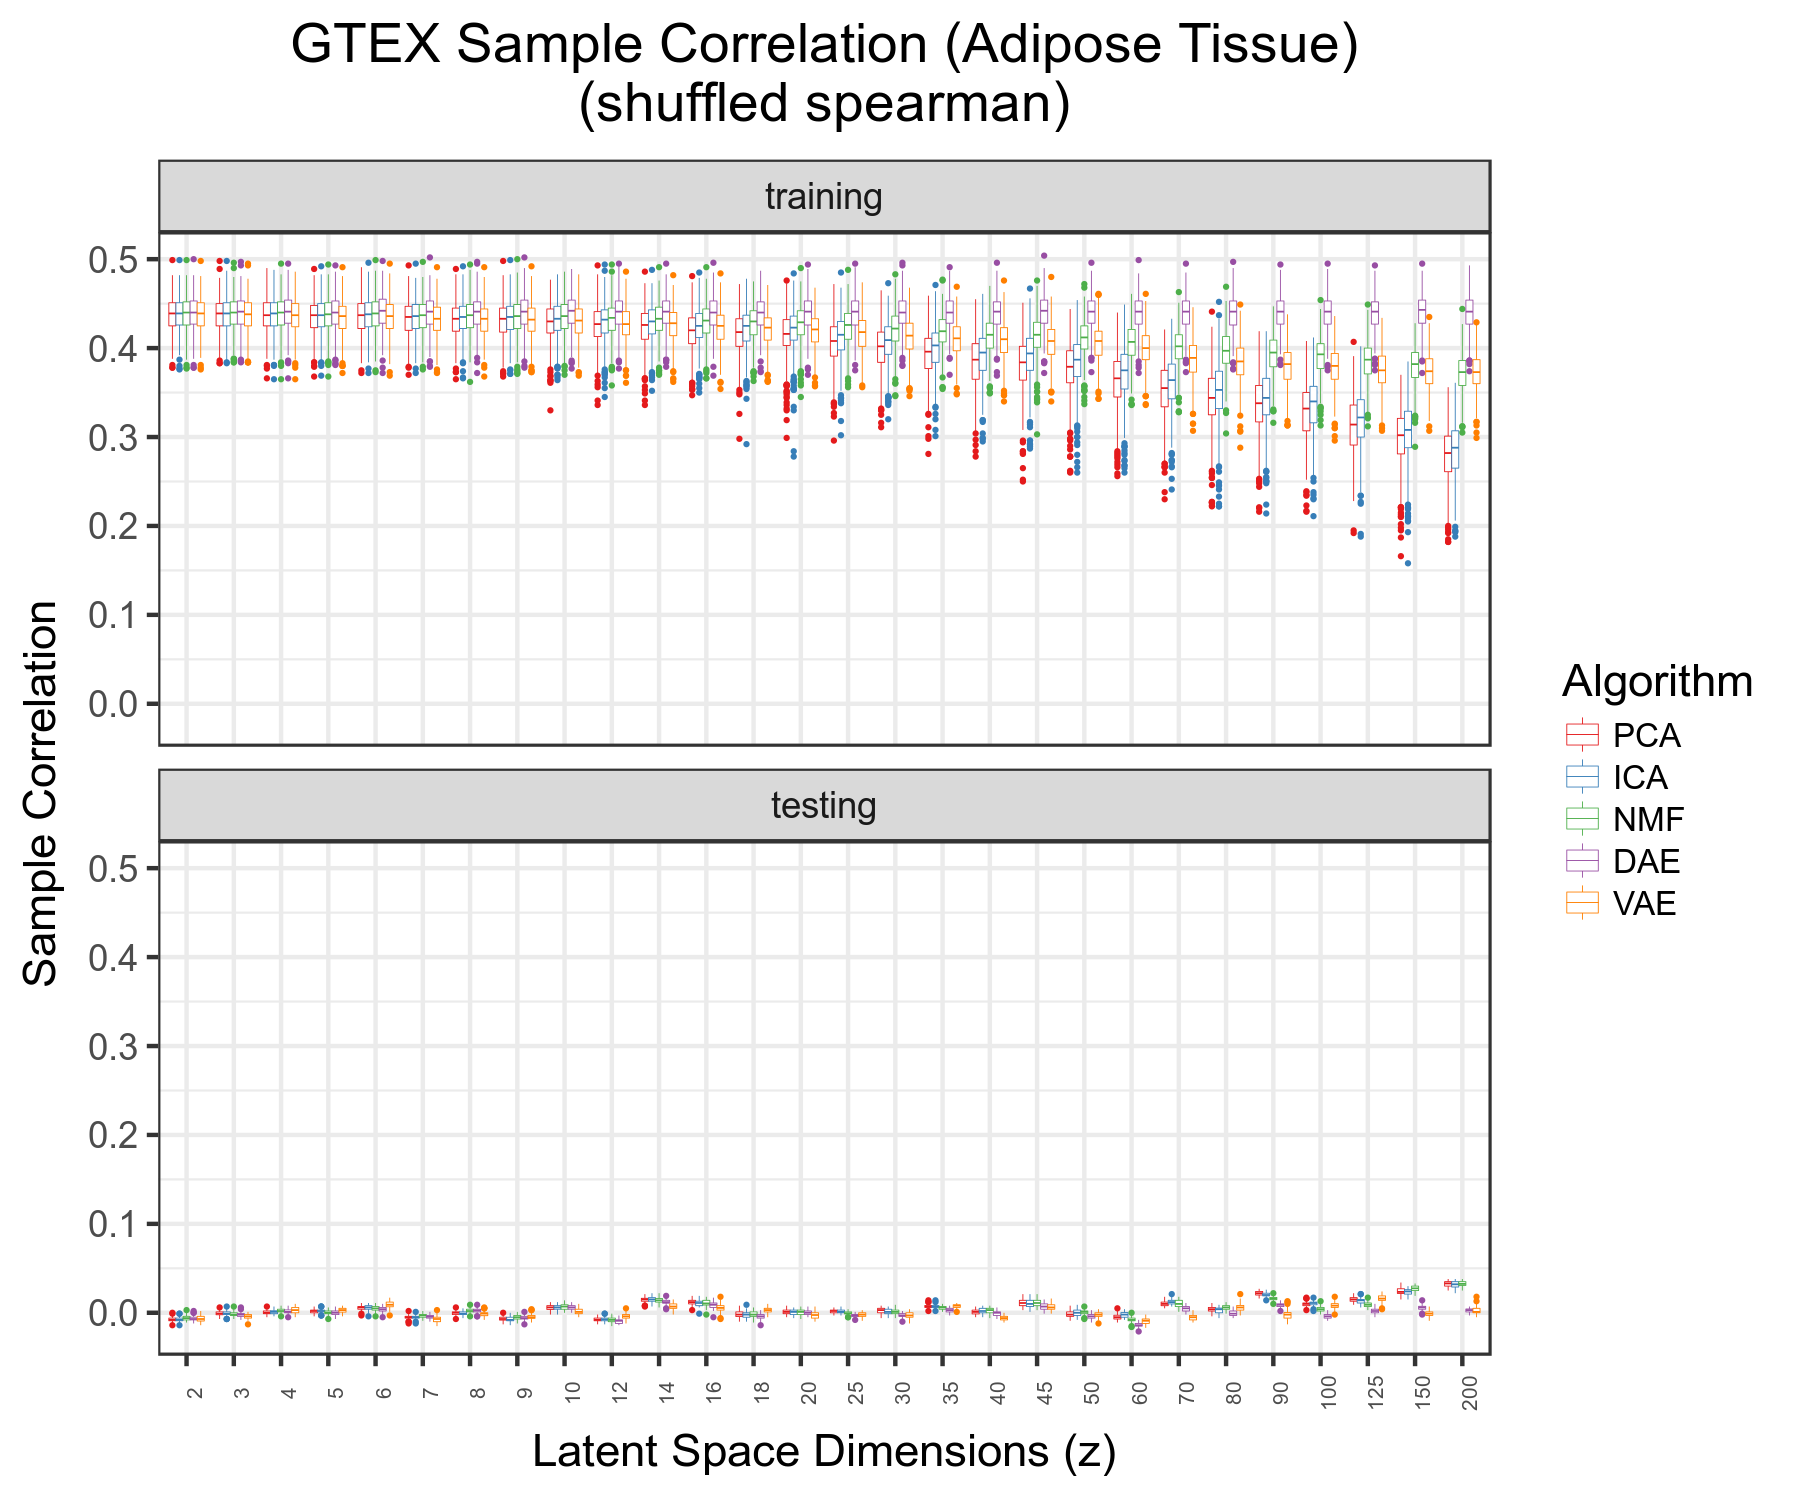 GTEX Sample Correlation (Adipose Tissue)
(shuffled spearman)
training
0.5
0.4
0.3
0.2
0.1
0.0
testing
0.5
0.4
0.3
0.2
0.1
0.0
Sample Correlation
2 3 4 5 6 7 8 9 10 12 14 16 18 20 25 30 35 40 45 50 60 70 80 90 100 125 150 200
Latent Space Dimensions (z)
Algorithm
PCA
ICA
NMF
DAE
VAE